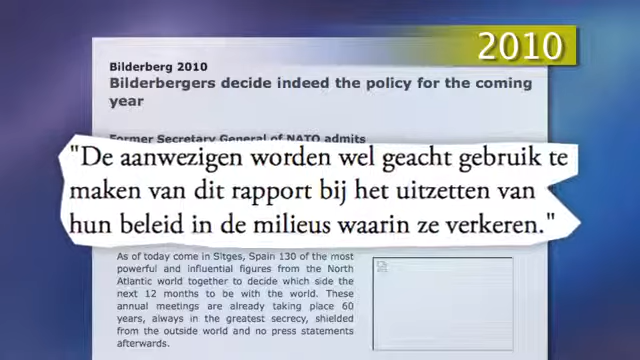 2010
Bilderberg 2010
Bilderbergers decide indeed the policy for the coming
year
Former Secretary General of NATO admits
"De aanwezigen worden wel geacht gebruik te
maken van dit rapport bij het uitzetten van
hun beleid in de milieus waarin ze verkeren."
As of today come in Sitges, Spain 130 of the most
powerful and influential figures from the North
Atlantic world together to decide which side the
next 12 months to be with the world. These
annual meetings are already taking place 60
years, always in the greatest secrecy, shielded
from the outside world and no press statements
afterwards.